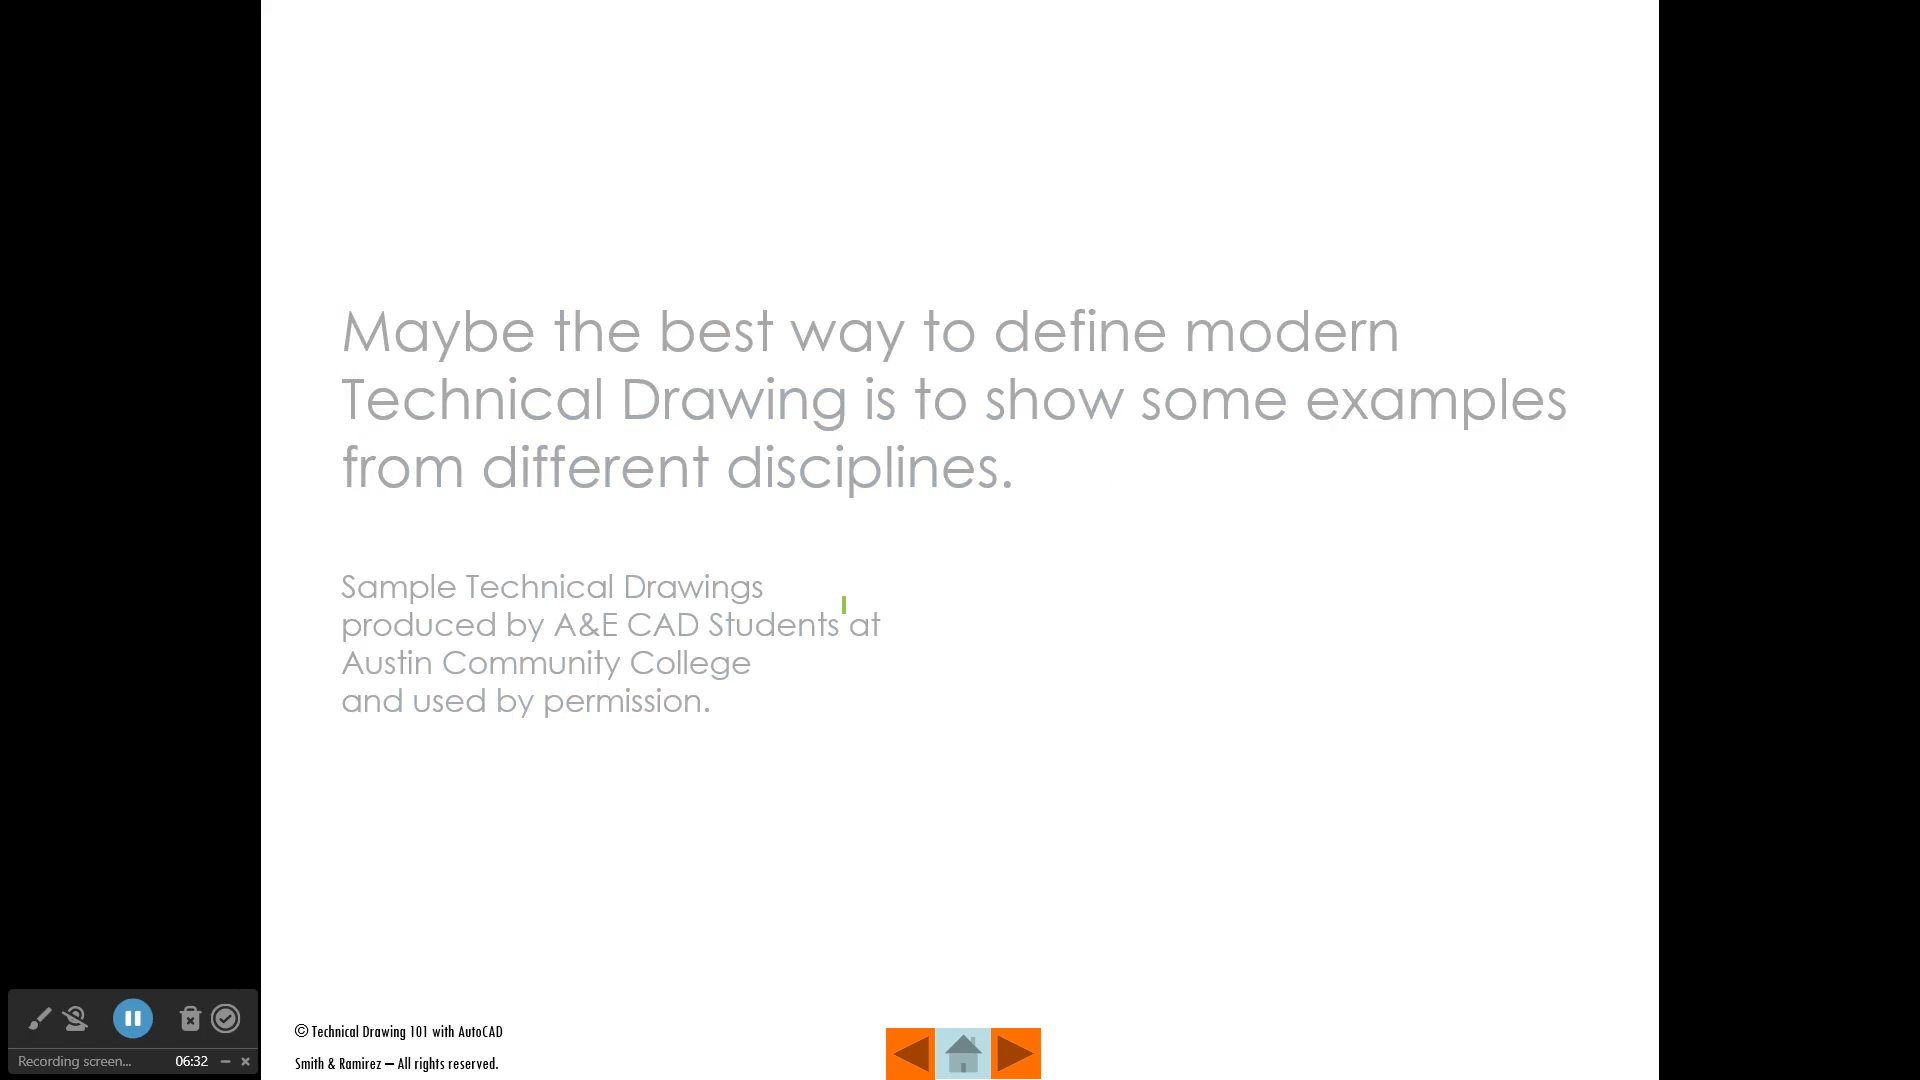 Maybe the best way to define modern
Technical Drawing is to show some examples
from different disciplines.
Sample Technical Drawings
produced by A&E CAD Students at
Austin Community College
and used by permission.
© Technical Drawing 101 with AutoCAD
Smith & Ramirez – All rights reserved.
Recording screen... 06:32